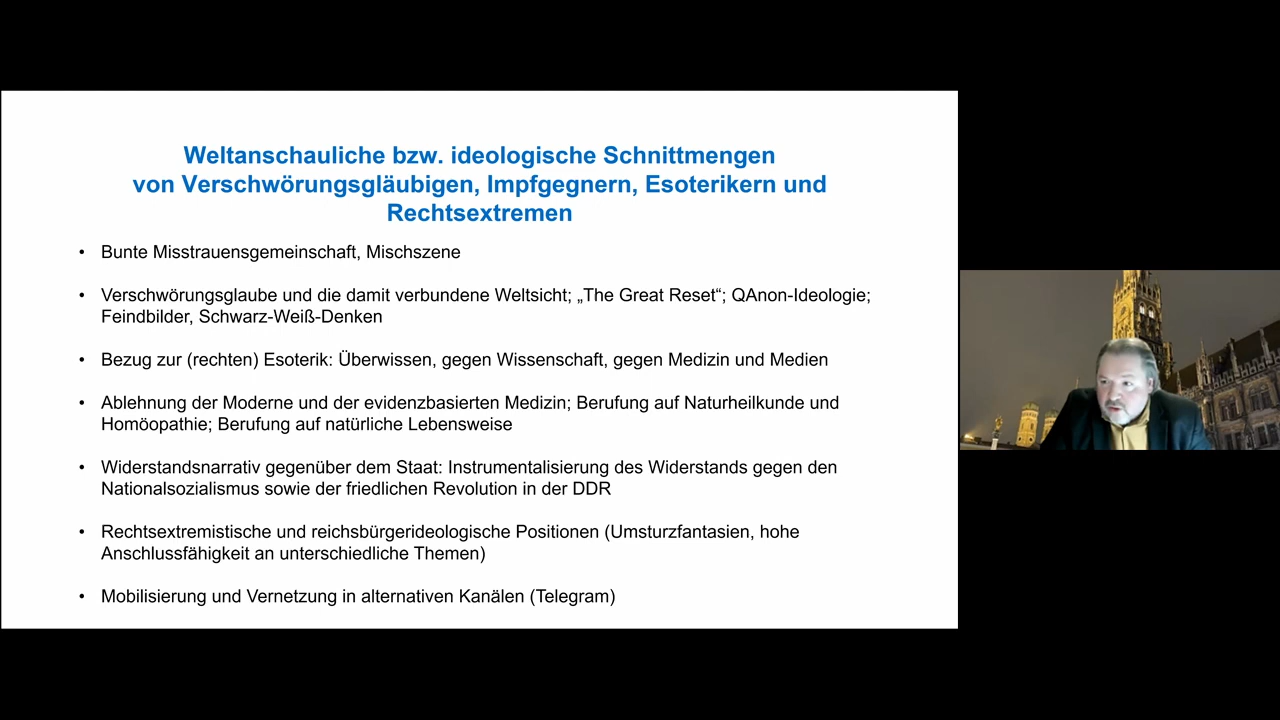 Weltanschauliche bzw. ideologische Schnittmengen
von Verschwörungsgläubigen, Impfgegnern, Esoterikern und
Rechtsextremen
• Bunte Misstrauensgemeinschaft, Mischszene
• Verschwörungsglaube und die damit verbundene Weltsicht; „The Great Reset“; QAnon-Ideologie;
Feindbilder, Schwarz-Weiß-Denken
• Bezug zur (rechten) Esoterik: Überwissen, gegen Wissenschaft, gegen Medizin und Medien
• Ablehnung der Moderne und der evidenzbasierten Medizin; Berufung auf Naturheilkunde und
Homöopathie; Berufung auf natürliche Lebensweise
• Widerstandsnarrativ gegenüber dem Staat: Instrumentalisierung des Widerstands gegen den
Nationalsozialismus sowie der friedlichen Revolution in der DDR
• Rechtsextremistische und reichsbürgerideologische Positionen (Umsturzfantasien, hohe
Anschlussfähigkeit an unterschiedliche Themen)
• Mobilisierung und Vernetzung in alternativen Kanälen (Telegram)